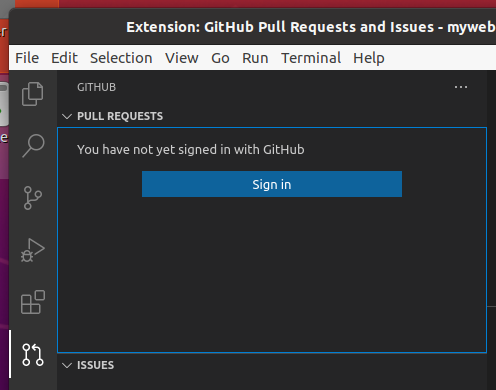 Extension: GitHub Pull Requests and Issues - myweb
File Edit Selection View Go Run Terminal Help
GITHUB
PULL REQUESTS
You have not yet signed in with GitHub
Sign in
ISSUES